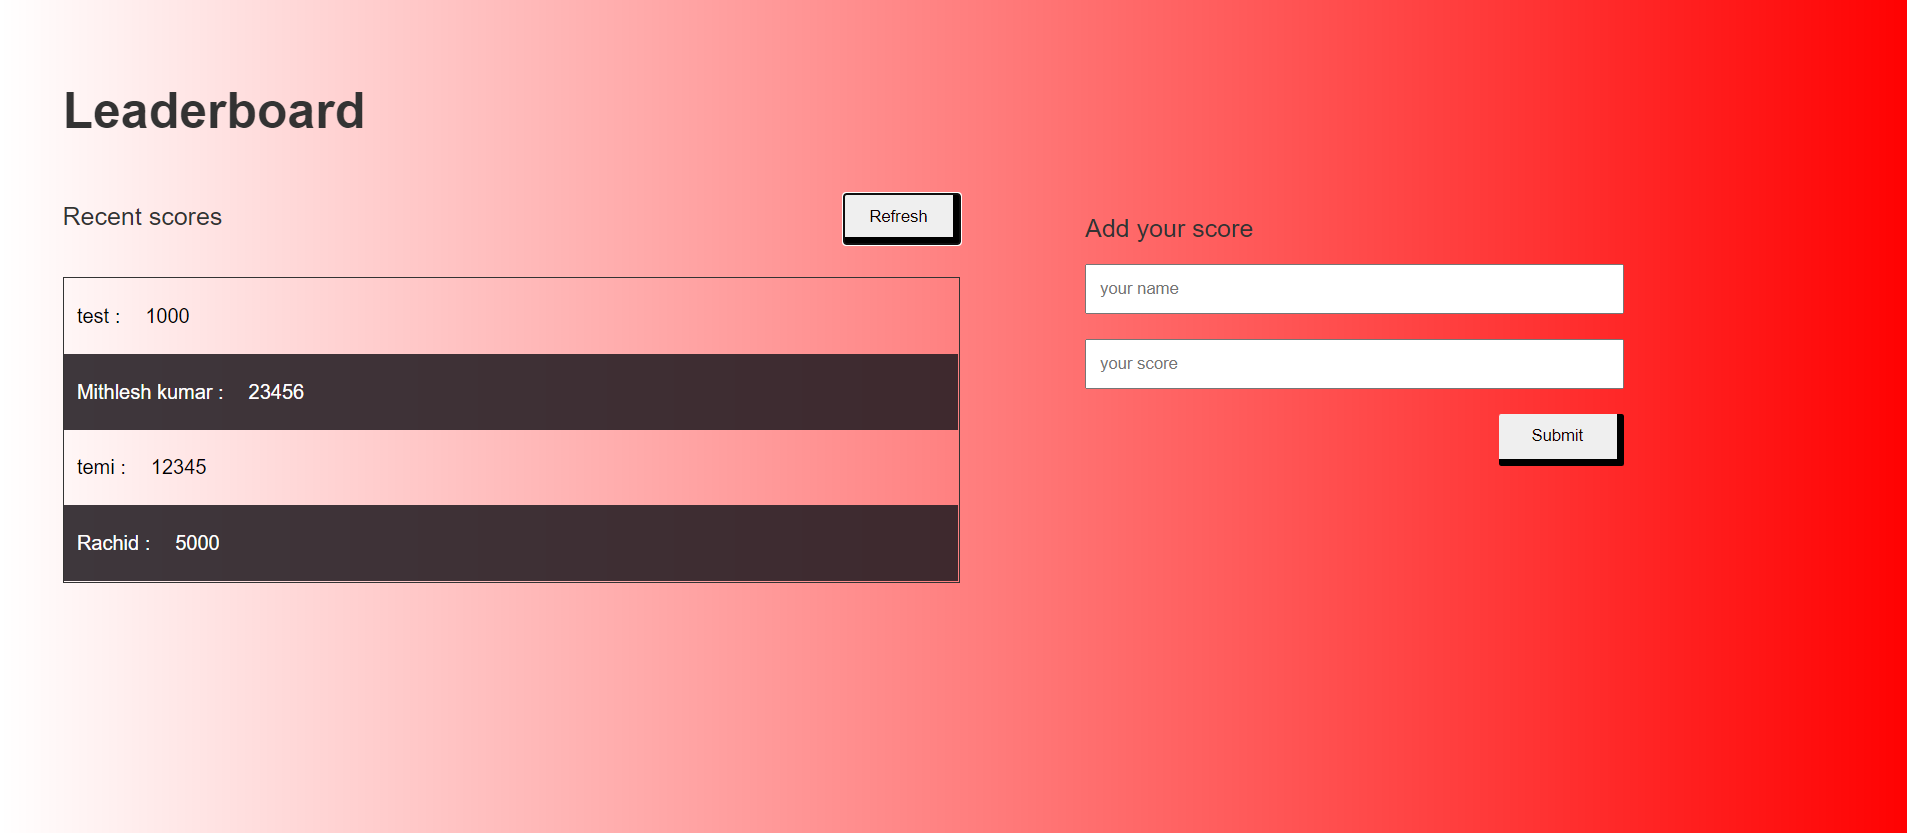 Leaderboard
Recent scores
Refresh
test : 1000
Mithlesh kumar : 23456
temi : 12345
Rachid : 5000
Add your score
your name
your score
Submit